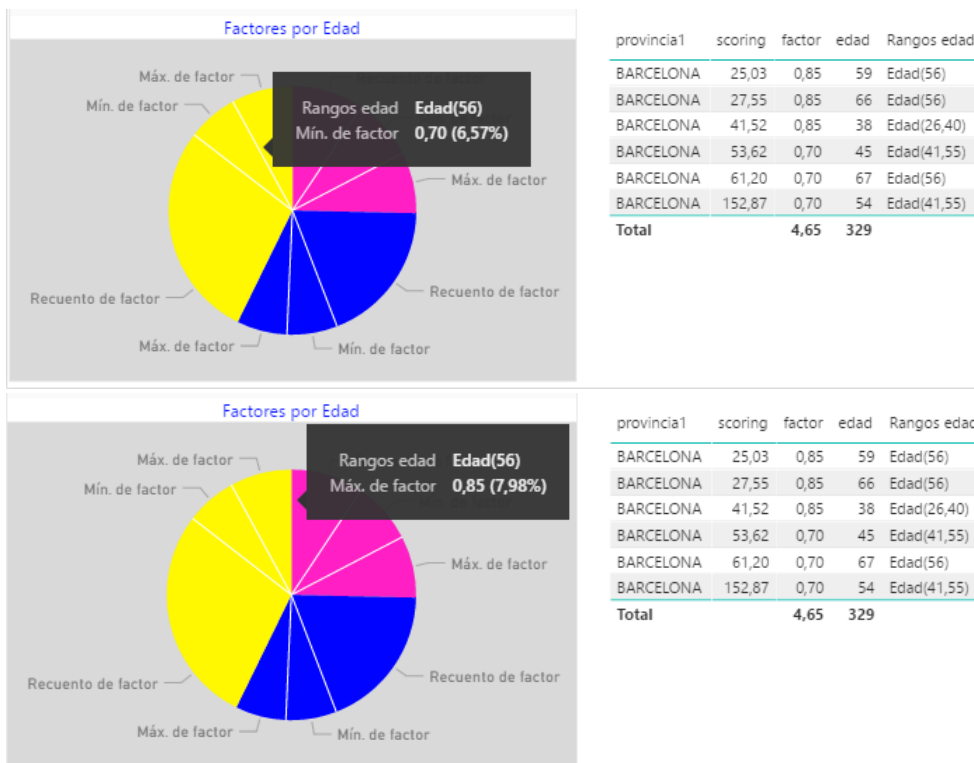 Factores por Edad
Máx. de factor
Mín. de factor
Rangos edad Edad(56)
Mín. de factor 0,70 (6,57%)
Máx. de factor
Recuento de factor
Recuento de factor
Máx. de factor
Mín. de factor
provincia1 scoring factor edad Rangos edad
BARCELONA 25,03 0,85 59 Edad(56)
BARCELONA 27,55 0,85 66 Edad(56)
BARCELONA 41,52 0,85 38 Edad(26,40)
BARCELONA 53,62 0,70 45 Edad(41,55)
BARCELONA 61,20 0,70 67 Edad(56)
BARCELONA 152,87 0,70 54 Edad(41,55)
Total 4,65 329
Factores por Edad
Máx. de factor
Mín. de factor
Rangos edad Edad(56)
Máx. de factor 0,85 (7,98%)
Máx. de factor
Recuento de factor
Recuento de factor
Máx. de factor
Mín. de factor
provincia1 scoring factor edad Rangos edad
BARCELONA 25,03 0,85 59 Edad(56)
BARCELONA 27,55 0,85 66 Edad(56)
BARCELONA 41,52 0,85 38 Edad(26,40)
BARCELONA 53,62 0,70 45 Edad(41,55)
BARCELONA 61,20 0,70 67 Edad(56)
BARCELONA 152,87 0,70 54 Edad(41,55)
Total 4,65 329